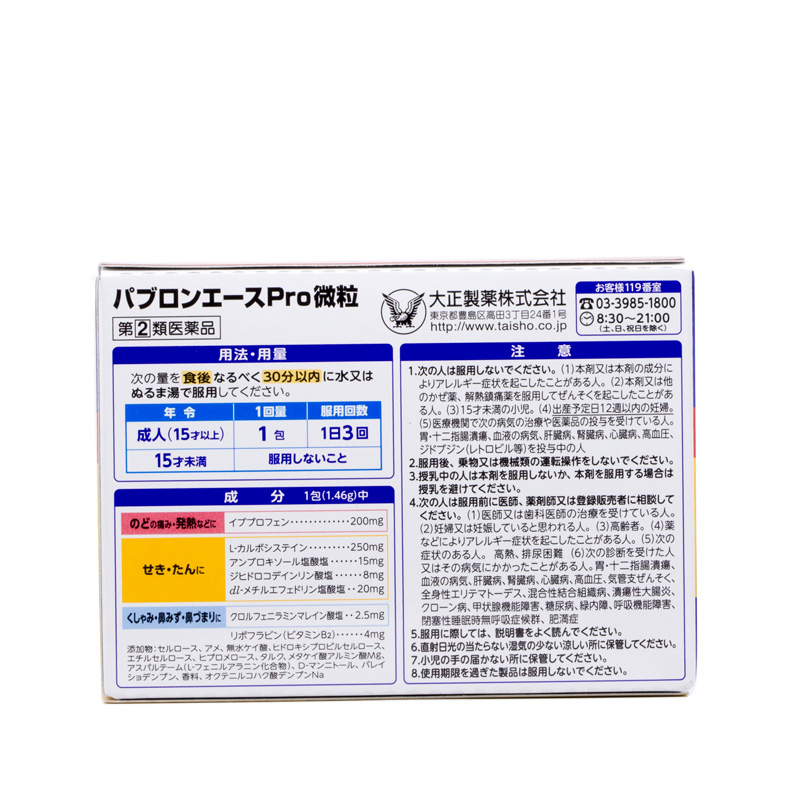 パブロンエースPro微粒
第②類医薬品
大正製薬株式会社
東京都豊島区高田3丁目24番1号
http://www.taisho.co.jp
お客様119番室
03-3985-1800
8:30~21:00
(土、日、祝日を除く)
用法・用量
次の量を食後なるべく30分以内に水又は
ぬるま湯で服用してください。
年令 1回量 服用回数
成人(15才以上) 1包 1日3回
15才未満 服用しないこと
成分 1包(1.46g)中
のどの痛み・発熱などに イブプロフェン・・・・・・・・・・・・・200mg
せき・たんに
L-カルボシステイン・・・・・・・・・・250mg
アンブロキソール塩酸塩・・・・・・15mg
ジヒドロコデインリン酸塩・・・・・・8mg
dl-メチルエフェドリン塩酸塩・・20mg
くしゃみ・鼻みず・鼻づまりに クロルフェニラミンマレイン酸塩・・2.5mg
リボフラビン(ビタミンB2)・・・・・・4mg
添加物:セルロース、アメ、無水ケイ酸、ヒドロキシプロピルセルロース、
エチルセルロース、ヒプロメロース、タルク、メタケイ酸アルミン酸Mg、
アスパルテーム(L-フェニルアラニン化合物)、D-マンニトール、バレイ
ショデンプン、香料、オクテニルコハク酸デンプンNa
注意
1.次の人は服用しないでください。(1)本剤又は本剤の成分に
よりアレルギー症状を起こしたことがある人。(2)本剤又は他
のかぜ薬、解熱鎮痛薬を服用してぜんそくを起こしたことがあ
る人。(3)15才未満の小児。(4)出産予定日12週以内の妊婦。
(5)医療機関で次の病気の治療や医薬品の投与を受けている人。
胃・十二指腸潰瘍、血液の病気、肝臓病、腎臓病、心臓病、高血圧、
ジドブジン(レトロビル等)を投与中の人
2.服用後、乗物又は機械類の運転操作をしないでください。
3.授乳中の人は本剤を服用しないか、本剤を服用する場合は
授乳を避けてください。
4.次の人は服用前に医師、薬剤師又は登録販売者に相談して
ください。(1)医師又は歯科医師の治療を受けている人。
(2)妊婦又は妊娠していると思われる人。(3)高齢者。(4)薬
などによりアレルギー症状を起こしたことがある人。(5)次の
症状のある人。 高熱、排尿困難 (6)次の診断を受けた人
又はその病気にかかったことがある人。胃・十二指腸潰瘍、
血液の病気、肝臓病、腎臓病、心臓病、高血圧、気管支ぜんそく、
全身性エリテマトーデス、混合性結合組織病、潰瘍性大腸炎、
クローン病、甲状腺機能障害、糖尿病、緑内障、呼吸機能障害、
閉塞性睡眠時無呼吸症候群、肥満症
5.服用に際しては、説明書をよく読んでください。
6.直射日光の当たらない湿気の少ない涼しい所に保管してください。
7.小児の手の届かない所に保管してください。
8.使用期限を過ぎた製品は服用しないでください。